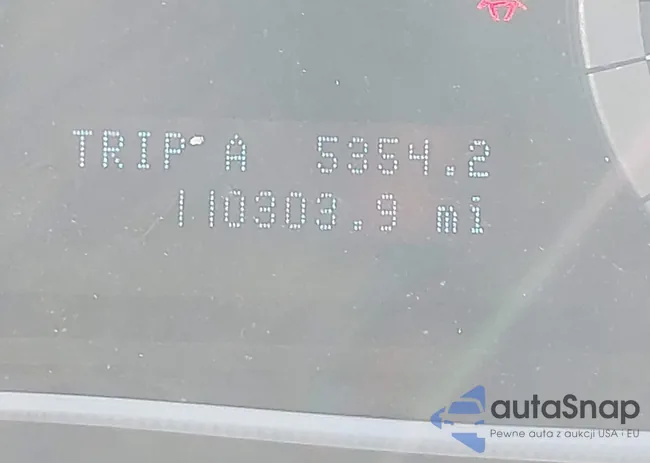 TRIP A 5354.2
110303.9 mi
autaSnap
Pewne auta z aukcji USA i EU